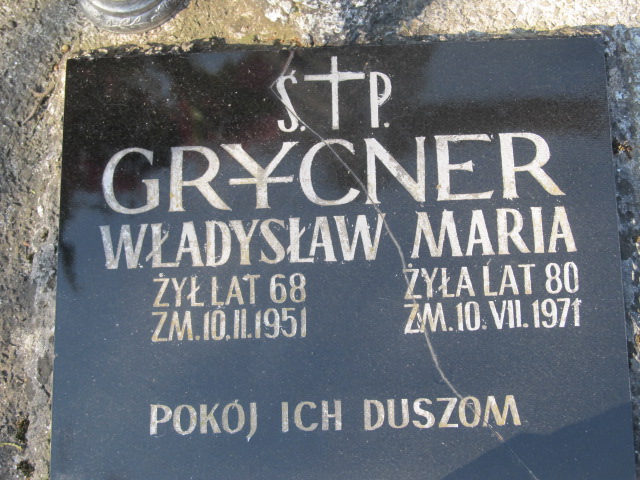 Ś. P.
GRYCNER
WŁADYSŁAW MARIA
ŻYŁ LAT 68 ŻYŁA LAT 80
ZM. 10. II. 1951 ZM. 10. VII. 1971
POKÓJ ICH DUSZOM